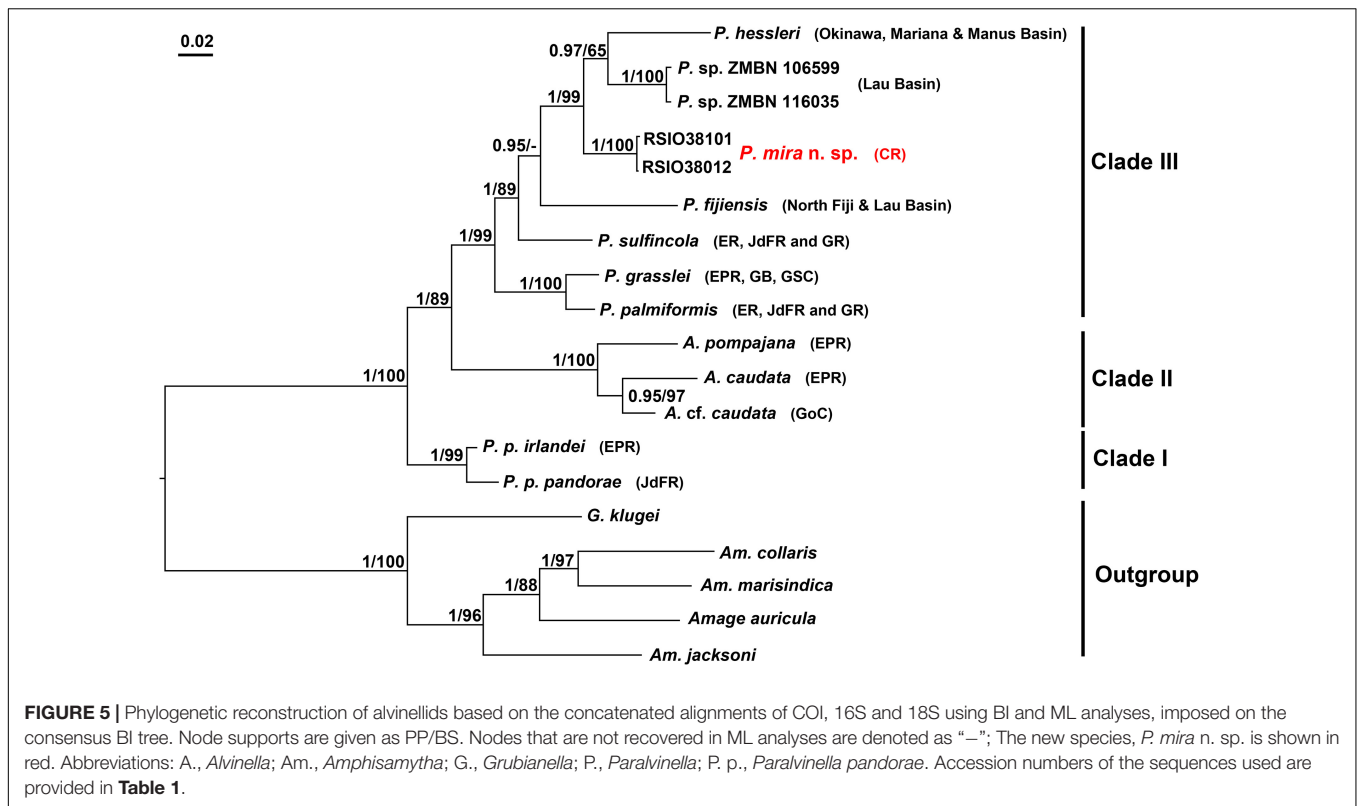 0.02
P. hessleri (Okinawa, Mariana & Manus Basin)
0.97/65
P. sp. ZMBN 106599
1/100
(Lau Basin)
P. sp. ZMBN 116035
1/99
RSIO38101
1/100
P. mira n. sp. (CR)
RSIO38012
0.95/-
Clade III
1/89
P. fijiensis (North Fiji & Lau Basin)
1/99
P. sulfincola (ER, JdFR and GR)
P. grasslei (EPR, GB, GSC)
1/100
1/89
P. palmiformis (ER, JdFR and GR)
A. pompajana (EPR)
1/100
1/100
A. caudata (EPR)
Clade II
0.95/97
A. cf. caudata (GoC)
P. p. irlandei (EPR)
1/99
Clade I
P. p. pandorae (JdFR)
G. klugei
1/100
Am. collaris
1/97
Outgroup
1/88
Am. marisindica
1/96
Amage auricula
Am. jacksoni
FIGURE 5 | Phylogenetic reconstruction of alvinellids based on the concatenated alignments of COI, 16S and 18S using BI and ML analyses, imposed on the
consensus BI tree. Node supports are given as PP/BS. Nodes that are not recovered in ML analyses are denoted as “−”; The new species, P. mira n. sp. is shown in
red. Abbreviations: A., Alvinella; Am., Amphisamytha; G., Grubianella; P., Paralvinella; P. p., Paralvinella pandorae. Accession numbers of the sequences used are
provided in Table 1.